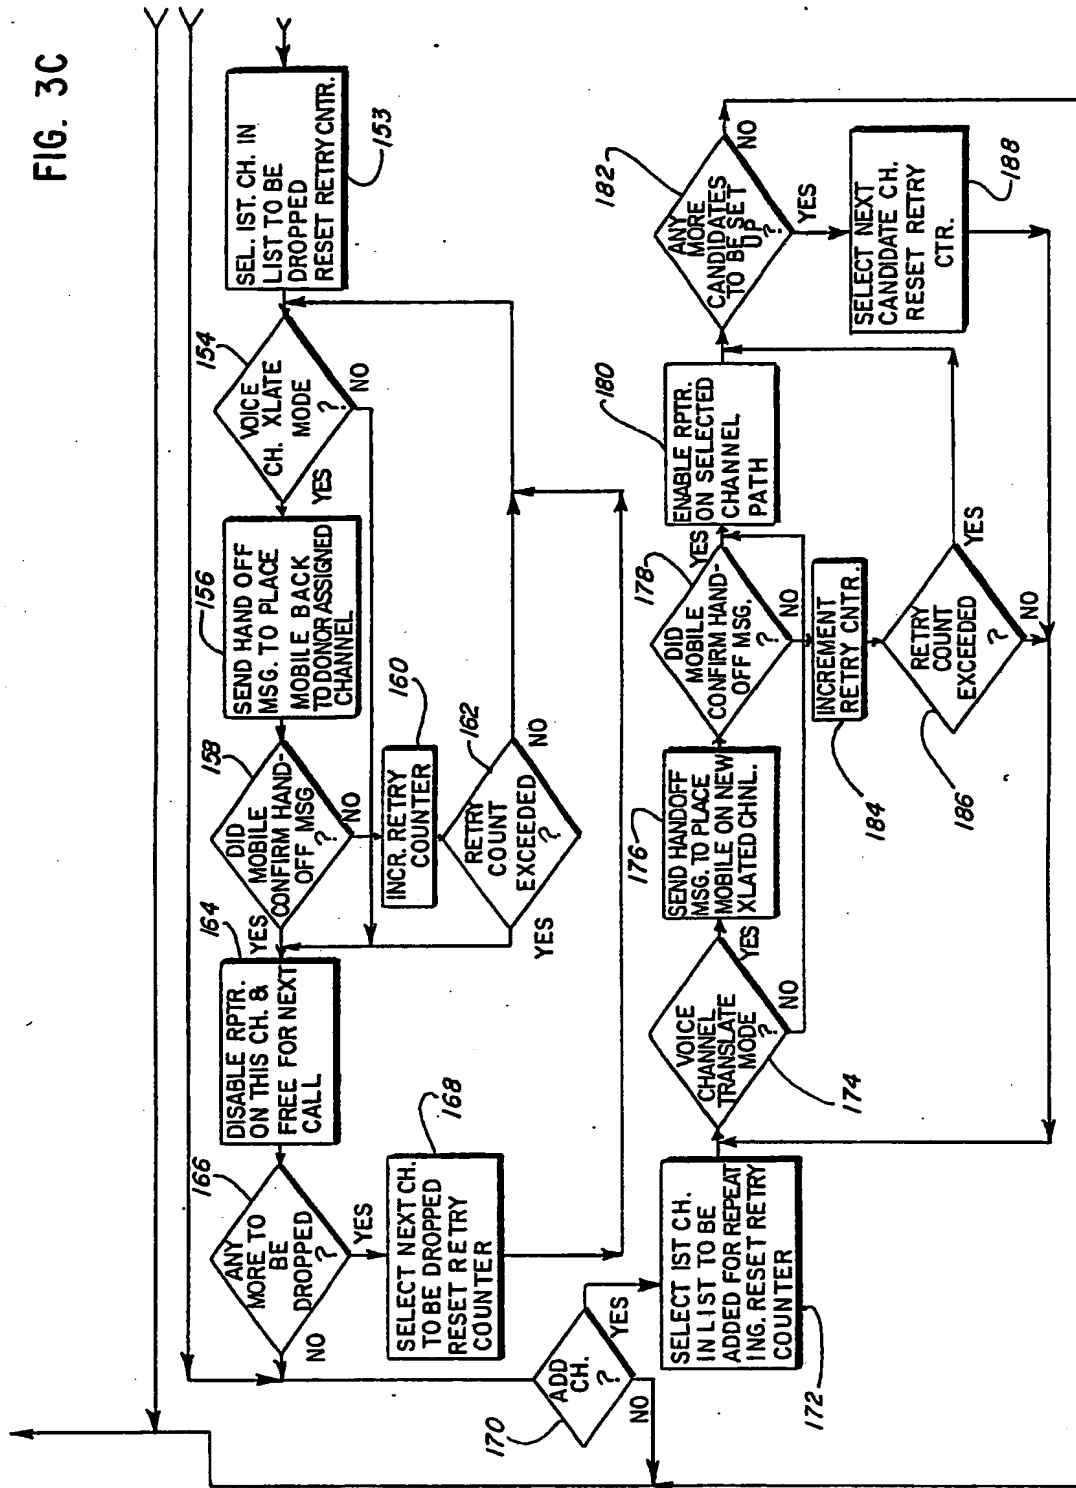 FIG. 3C
SEL. 1ST. CH. IN
LIST TO BE
DROPPED
RESET RETRY CNTR.
153
154
VOICE
CH. XLATE
MODE
?
NO
YES
156
SEND HAND OFF
MSG. TO PLACE
MOBILE BACK
TO DONOR ASSIGNED
CHANNEL
158
DID
MOBILE
CONFIRM HAND-
OFF MSG
?
NO
YES
160
INCR. RETRY
COUNTER
162
RETRY
COUNT
EXCEEDED
?
NO
YES
164
DISABLE RPTR.
ON THIS CH. &
FREE FOR NEXT
CALL
166
ANY
MORE TO
BE
DROPPED
?
YES
NO
168
SELECT NEXT CH.
TO BE DROPPED
RESET RETRY
COUNTER
170
ADD
CH.
?
YES
NO
172
SELECT 1ST CH.
IN LIST TO BE
ADDED FOR REPEAT
ING. RESET RETRY
COUNTER
174
VOICE
CHANNEL
TRANSLATE
MODE
?
YES
NO
176
SEND HANDOFF
MSG. TO PLACE
MOBILE ON NEW
XLATED CHNL.
178
DID
MOBILE
CONFIRM HAND-
OFF MSG.
?
YES
NO
180
ENABLE RPTR.
ON SELECTED
CHANNEL
PATH
182
ANY
MORE
CANDIDATES
TO BE SET
UP
?
NO
YES
184
INCREMENT
RETRY CNTR.
186
RETRY
COUNT
EXCEEDED
?
YES
NO
188
SELECT NEXT
CANDIDATE CH.
RESET RETRY
CTR.